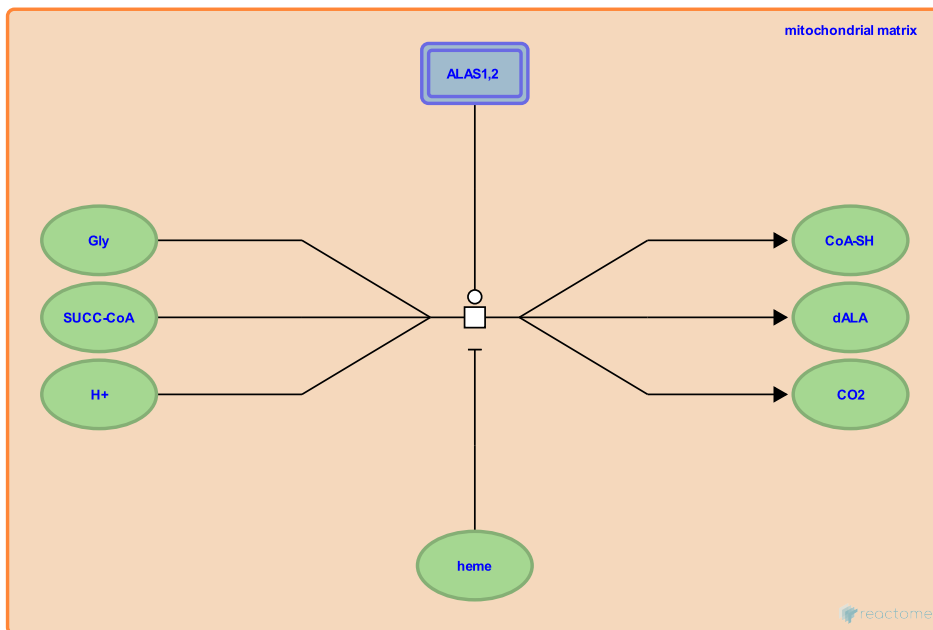 mitochondrial matrix
ALAS1,2
Gly
CoA-SH
SUCC-CoA
dALA
H+
CO2
heme
reactome